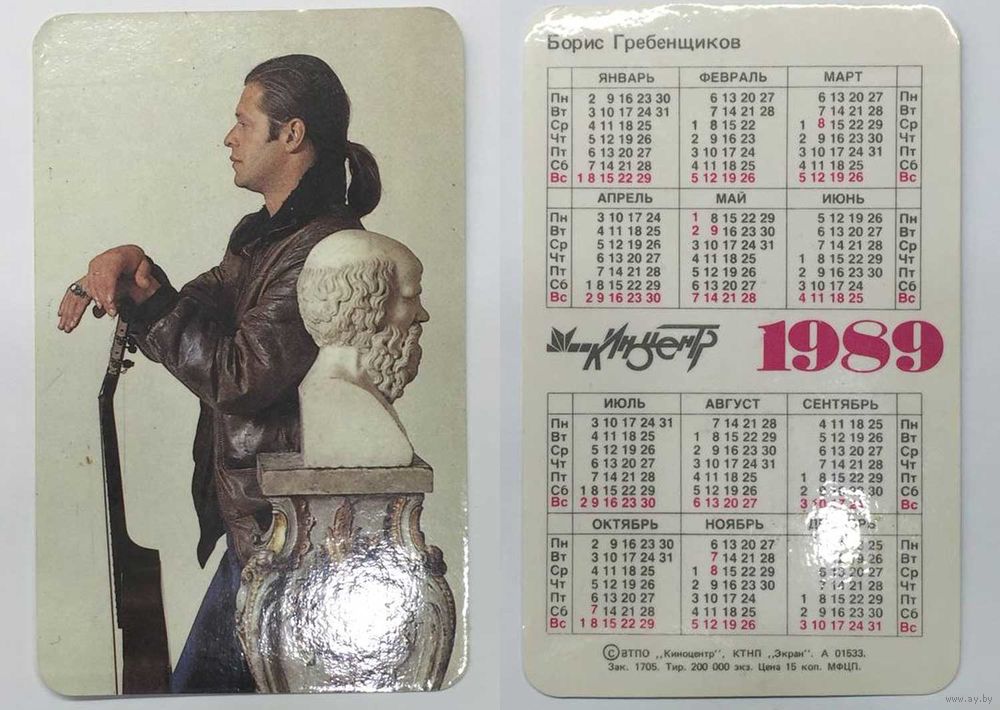 Борис Гребенщиков
ЯНВАРЬ ФЕВРАЛЬ МАРТ
Пн 2 9 16 23 30 6 13 20 27 6 13 20 27 Пн
Вт 3 10 17 24 31 7 14 21 28 7 14 21 28 Вт
Ср 4 11 18 25 1 8 15 22 1 8 15 22 29 Ср
Чт 5 12 19 26 2 9 16 23 2 9 16 23 30 Чт
Пт 6 13 20 27 3 10 17 24 3 10 17 24 31 Пт
Сб 7 14 21 28 4 11 18 25 4 11 18 25 Сб
Вс 1 8 15 22 29 5 12 19 26 5 12 19 26 Вс
АПРЕЛЬ МАЙ ИЮНЬ
Пн 3 10 17 24 1 8 15 22 29 5 12 19 26 Пн
Вт 4 11 18 25 2 9 16 23 30 6 13 20 27 Вт
Ср 5 12 19 26 3 10 17 24 31 7 14 21 28 Ср
Чт 6 13 20 27 4 11 18 25 1 8 15 22 29 Чт
Пт 7 14 21 28 5 12 19 26 2 9 16 23 30 Пт
Сб 1 8 15 22 29 6 13 20 27 3 10 17 24 Сб
Вс 2 9 16 23 30 7 14 21 28 4 11 18 25 Вс
Киноцентр 1989
ИЮЛЬ АВГУСТ СЕНТЯБРЬ
Пн 3 10 17 24 31 7 14 21 28 4 11 18 25 Пн
Вт 4 11 18 25 1 8 15 22 29 5 12 19 26 Вт
Ср 5 12 19 26 2 9 16 23 30 6 13 20 27 Ср
Чт 6 13 20 27 3 10 17 24 31 7 14 21 28 Чт
Пт 7 14 21 28 4 11 18 25 1 8 15 22 29 Пт
Сб 1 8 15 22 29 5 12 19 26 2 23 30 Сб
Вс 2 9 16 23 30 6 13 20 27 3 10 Вс
ОКТЯБРЬ НОЯБРЬ ДЕКАБРЬ
Пн 2 9 16 23 30 6 13 20 27 25 Пн
Вт 3 10 17 24 31 7 14 21 28 26 Вт
Ср 4 11 18 25 1 8 15 22 29 27 Ср
Чт 5 12 19 26 2 9 16 23 30 21 28 Чт
Пт 6 13 20 27 3 10 17 24 1 8 15 22 29 Пт
Сб 7 14 21 28 4 11 18 25 2 9 16 23 30 Сб
Вс 1 8 15 22 29 5 12 19 26 3 10 17 24 31 Вс
©ВТПО „Киноцентр", КТНП „Экран". А 01533.
Зак. 1705. Тир. 200 000 экз. Цена 15 коп. МФЦП.
www.ay.by